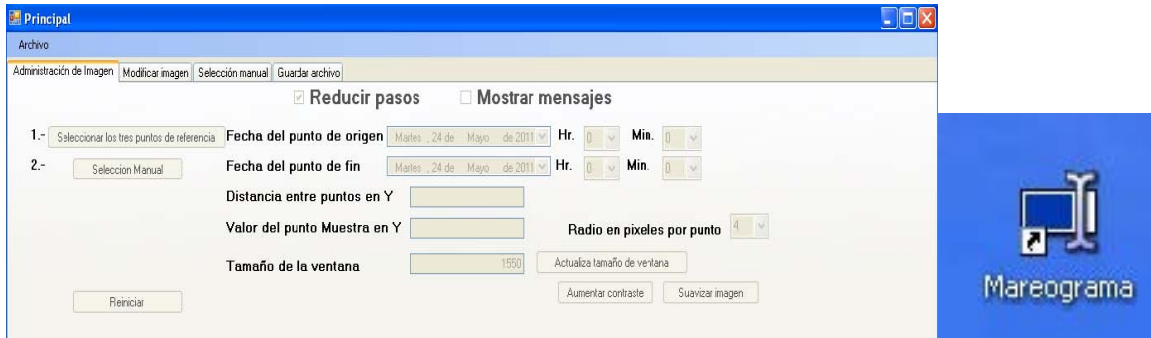 Principal
Archivo
Administración de Imagen Modificar imagen Selección manual Guardar archivo
Reducir pasos Mostrar mensajes
1.- Seleccionar los tres puntos de referencia Fecha del punto de origen Martes , 24 de Mayo de 2011 Hr. 0 Min. 0
2.- Seleccion Manual Fecha del punto de fin Martes , 24 de Mayo de 2011 Hr. 0 Min. 0
Distancia entre puntos en Y
Valor del punto Muestra en Y Radio en pixeles por punto 4
Tamaño de la ventana 1550 Actualiza tamaño de ventana
Reiniciar Aumentar contraste Suavizar imagen
Mareograma